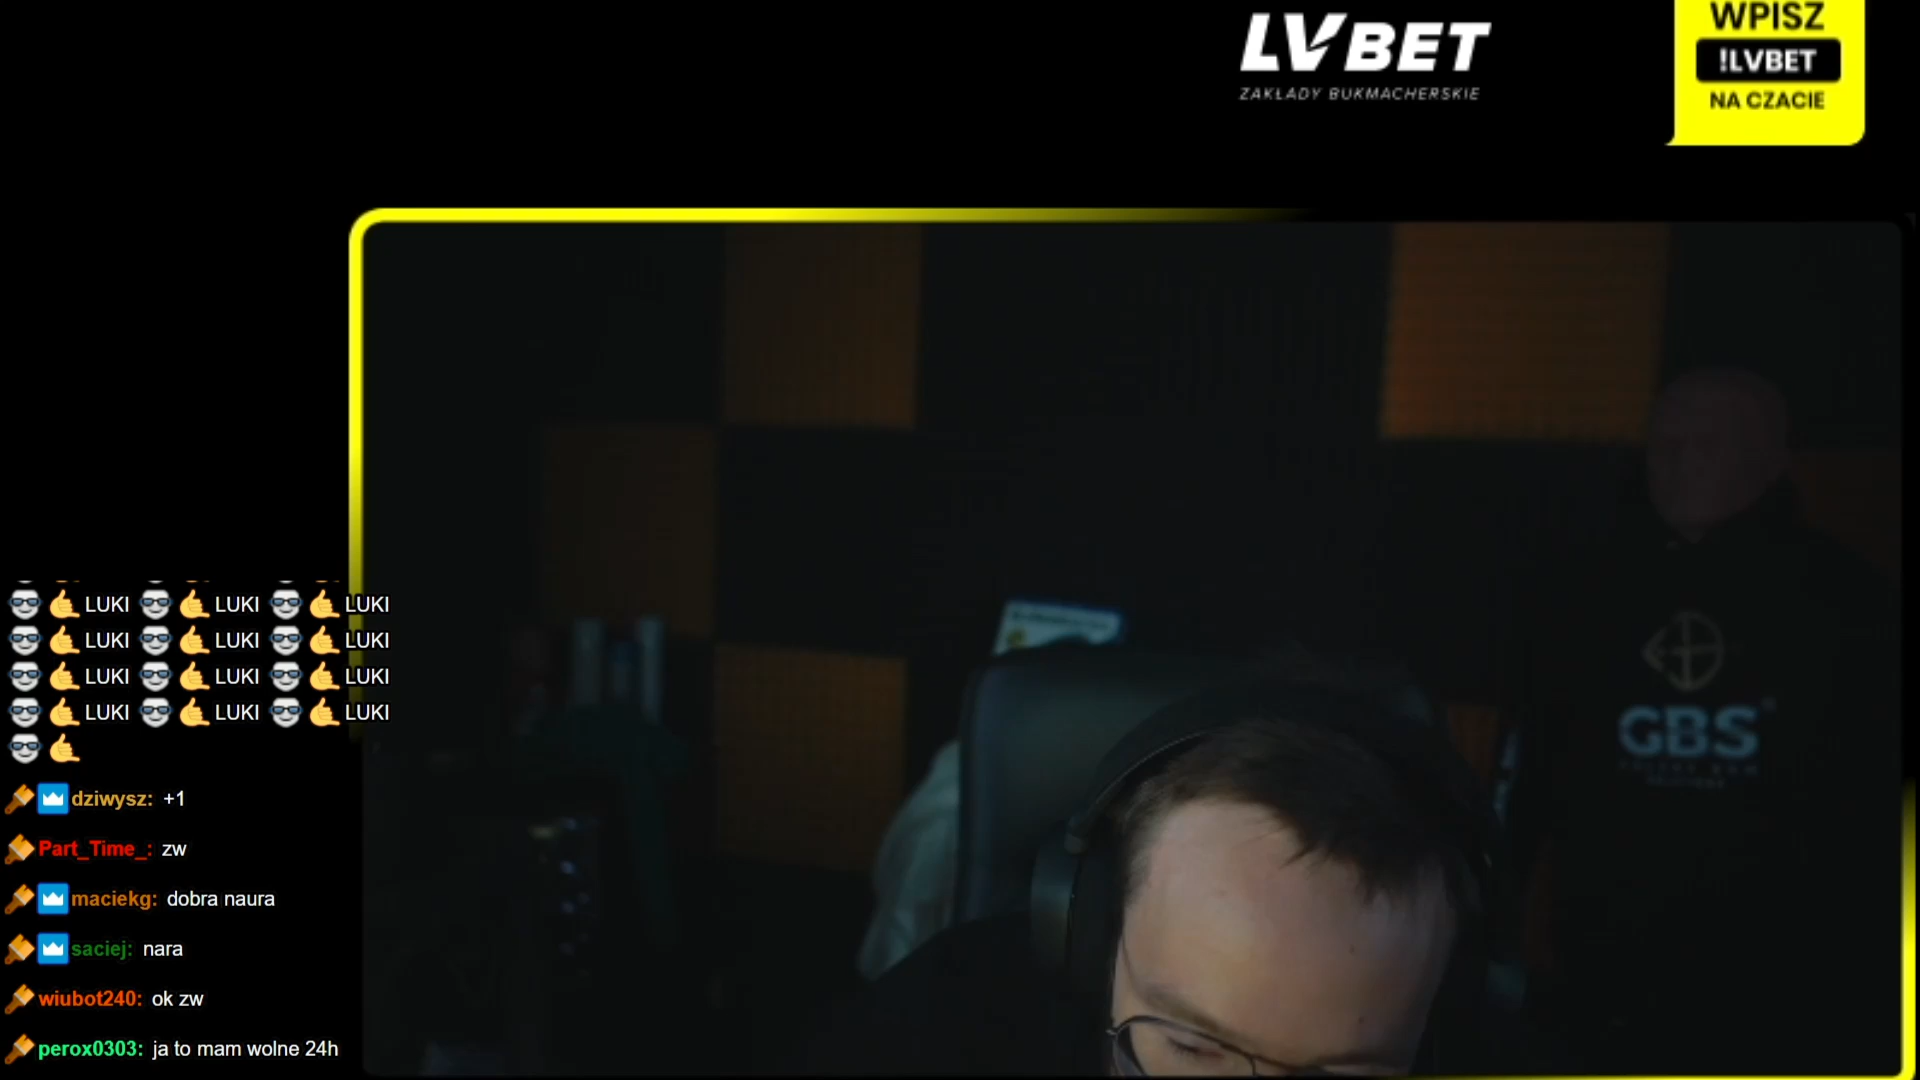 LVBET
ZAKŁADY BUKMACHERSKIE
WPISZ
!LVBET
NA CZACIE
LUKI LUKI LUKI
LUKI LUKI LUKI
LUKI LUKI LUKI
LUKI LUKI LUKI
dziwysz: +1
Part_Time_: zw
maciekg: dobra naura
saciej: nara
wiubot240: ok zw
perox0303: ja to mam wolne 24h
GBS